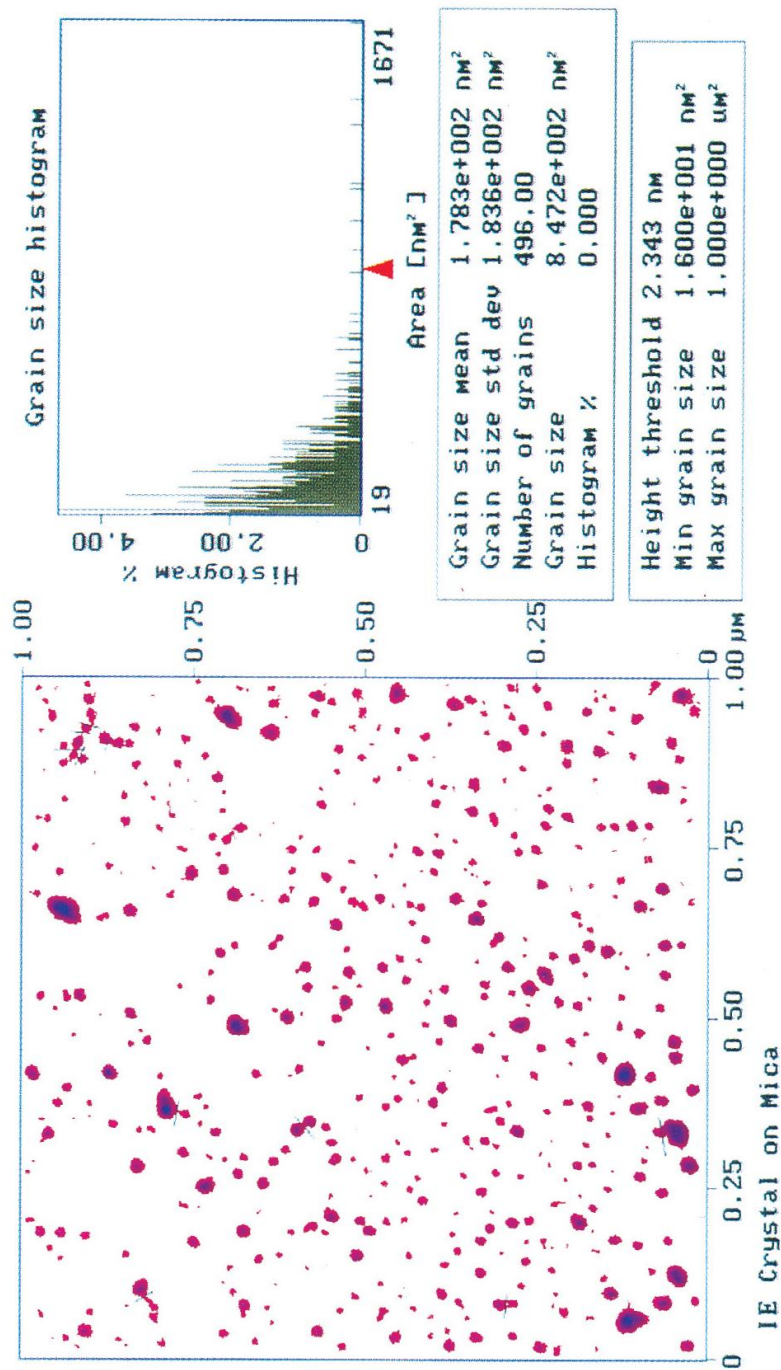 Grain size histogram
Histogram %
4.00
2.00
0
19
1671
Area [nm²]
Grain size mean 1.783e+002 nm²
Grain size std dev 1.836e+002 nm²
Number of grains 496.00
Grain size 8.472e+002 nm²
Histogram % 0.000
Height threshold 2.343 nm
Min grain size 1.600e+001 nm²
Max grain size 1.000e+000 um²
1.00
0.75
0.50
0.25
0
0
0.25
0.50
0.75
1.00 µm
IE Crystal on Mica